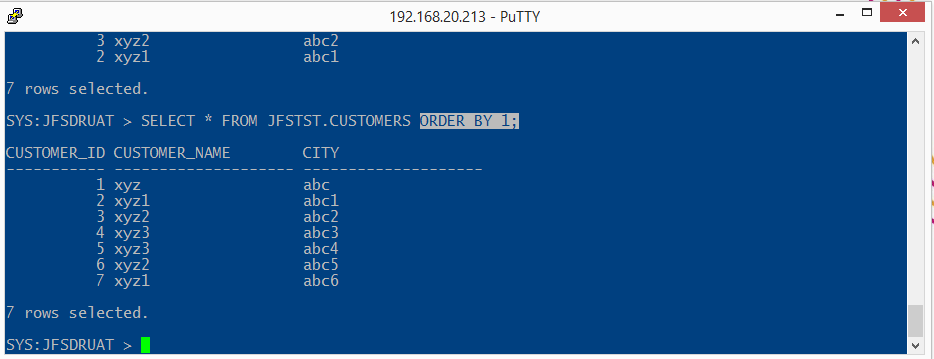 192.168.20.213 - PuTTY
3 xyz2 abc2
2 xyz1 abc1
7 rows selected.
SYS:JFSDRUAT > SELECT * FROM JFSTST.CUSTOMERS ORDER BY 1;
CUSTOMER_ID CUSTOMER_NAME CITY
----------- -------------------- --------------------
1 xyz abc
2 xyz1 abc1
3 xyz2 abc2
4 xyz3 abc3
5 xyz3 abc4
6 xyz2 abc5
7 xyz1 abc6
7 rows selected.
SYS:JFSDRUAT >